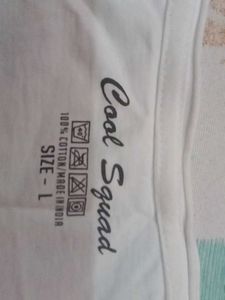 Cool Squad
100% COTTON/MADE IN INDIA
SIZE - L